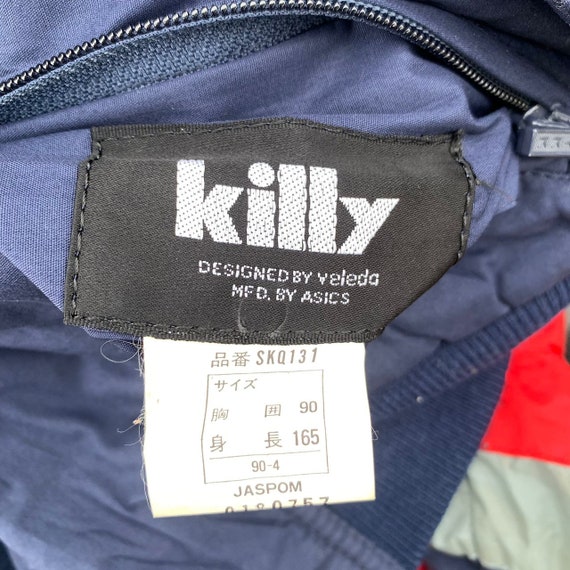 killy
DESIGNED BY veleda
MFD. BY ASICS
品番 SKQ131
サイズ
胸 囲 90
身 長 165
90-4
JASPOM
0180757